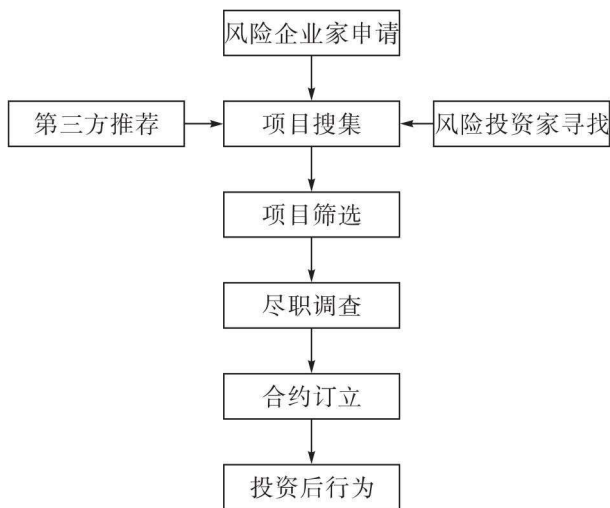 风险企业家申请
第三方推荐
项目搜集
风险投资家寻找
项目筛选
尽职调查
合约订立
投资后行为